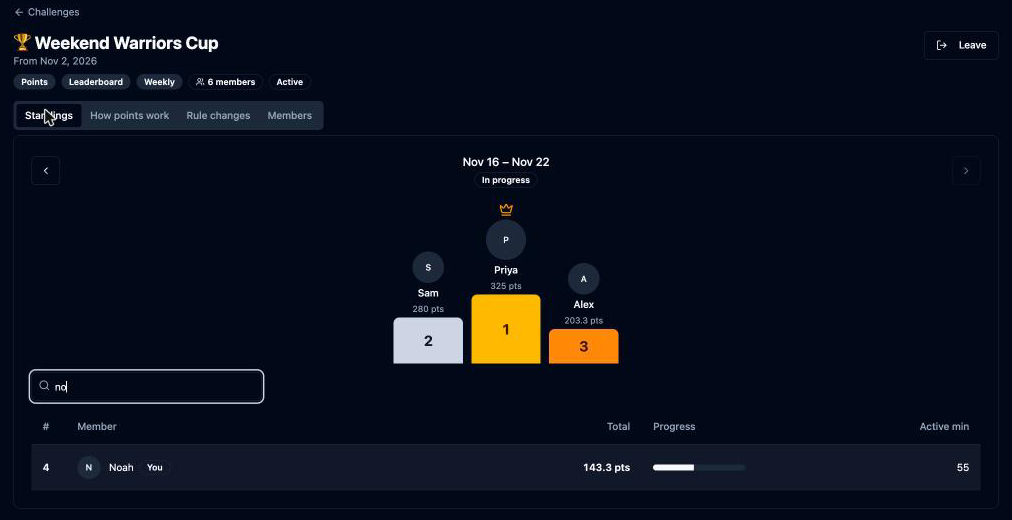 Challenges
🏆 Weekend Warriors Cup
Leave
From Nov 2, 2026
Points Leaderboard Weekly 6 members Active
Standings How points work Rule changes Members
Nov 16 – Nov 22
In progress
P
Priya
325 pts
1
S
Sam
280 pts
2
A
Alex
203.3 pts
3
no
# Member Total Progress Active min
4 N Noah You 143.3 pts 55